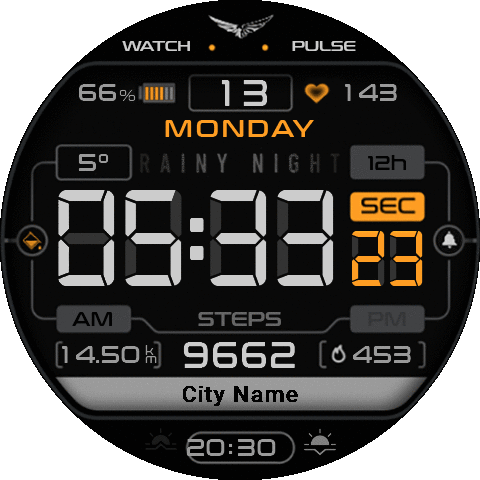 WATCH PULSE
66% 13 143
MONDAY
5° RAINY NIGHT 12h
05:33 SEC
23
AM STEPS PM
14.50 km 9662 453
City Name
20:30